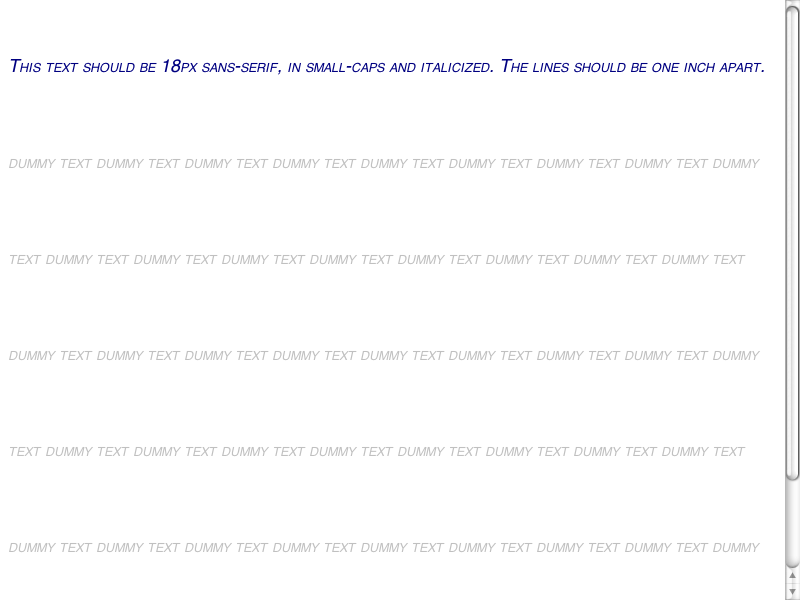 This text should be 18px sans-serif, in small-caps and italicized. The lines should be one inch apart.
dummy text dummy text dummy text dummy text dummy text dummy text dummy text dummy text dummy
text dummy text dummy text dummy text dummy text dummy text dummy text dummy text dummy text
dummy text dummy text dummy text dummy text dummy text dummy text dummy text dummy text dummy
text dummy text dummy text dummy text dummy text dummy text dummy text dummy text dummy text
dummy text dummy text dummy text dummy text dummy text dummy text dummy text dummy text dummy